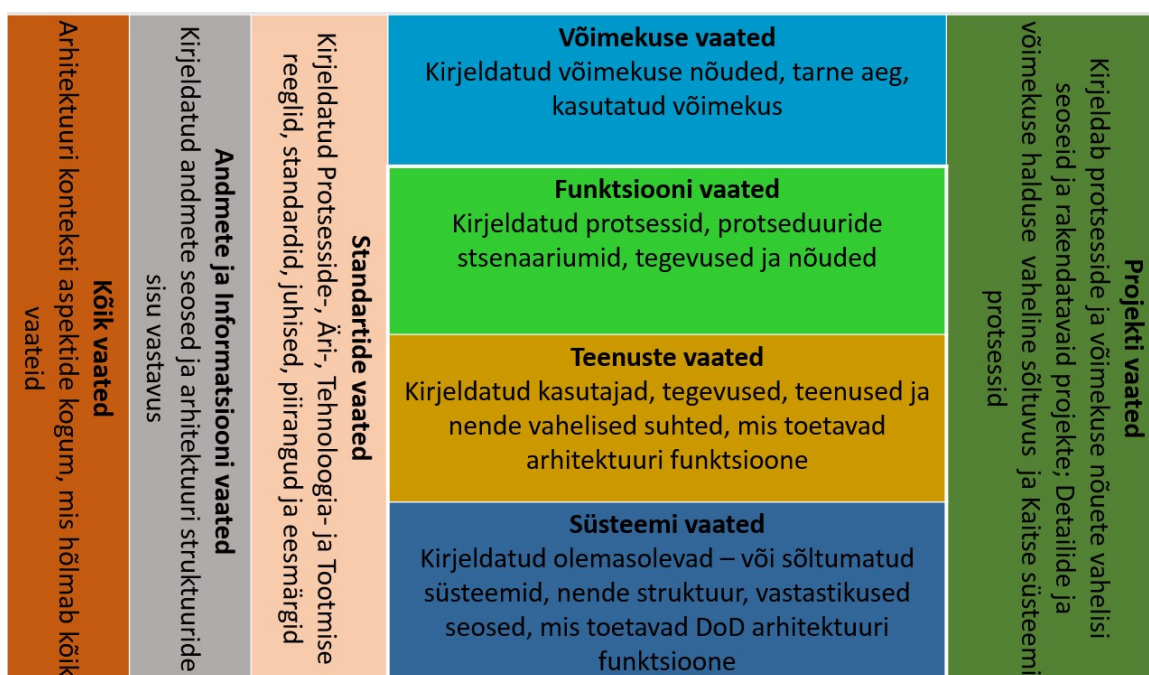 Kõik vaated
Arhitektuuri konteksti aspektide kogum, mis hõlmab kõik
vaateid
Andmete ja Informatsiooni vaated
Kirjeldatud andmete seosed ja arhitektuuri struktuuride
sisu vastavus
Standartide vaated
Kirjeldatud Protsesside-, Äri-, Tehnoloogia- ja Tootmise
reeglid, standardid, juhised, piirangud ja eesmärgid
Võimekuse vaated
Kirjeldatud võimekuse nõuded, tarne aeg,
kasutatud võimekus
Funktsiooni vaated
Kirjeldatud protsessid, protseduuride
stsenaariumid, tegevused ja nõuded
Teenuste vaated
Kirjeldatud kasutajad, tegevused, teenused ja
nende vahelised suhted, mis toetavad
arhitektuuri funktsioone
Süsteemi vaated
Kirjeldatud olemasolevad – või sõltumatud
süsteemid, nende struktuur, vastastikused
seosed, mis toetavad DoD arhitektuuri
funktsioone
Projekti vaated
Kirjeldab protsesside ja võimekuse nõuete vahelisi
seoseid ja rakendatavaid projekte; Detailide ja
võimekuse halduse vaheline sõltuvus ja Kaitse süsteemi
protsessid